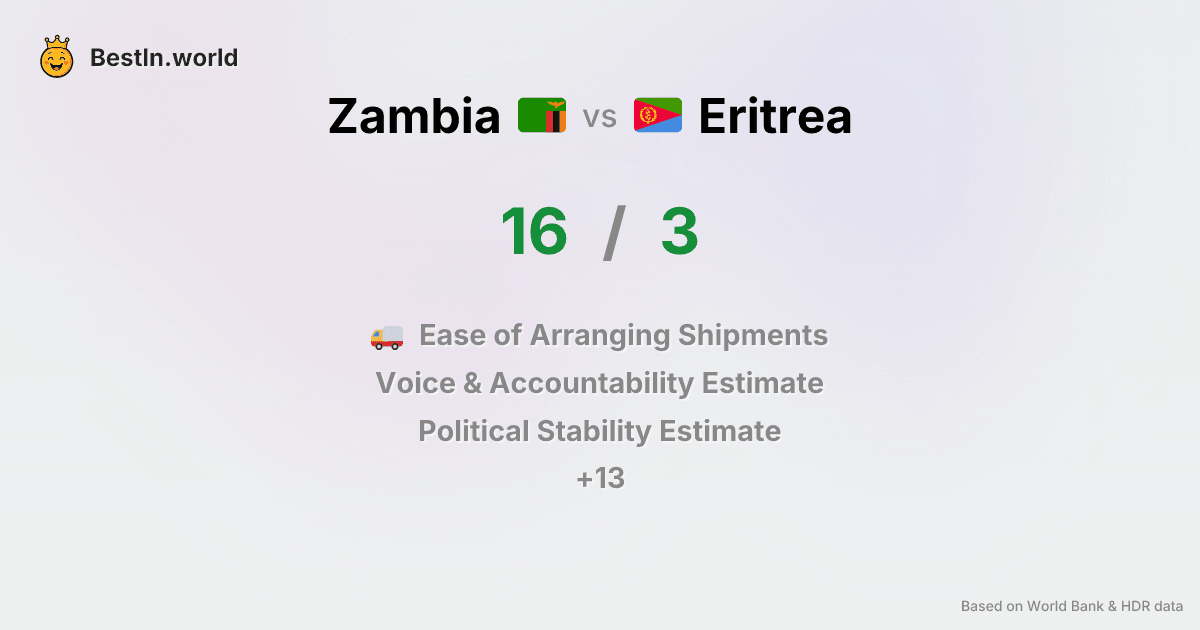 BestIn.world
Zambia vs Eritrea
16 / 3
Ease of Arranging Shipments
Voice & Accountability Estimate
Political Stability Estimate
+13
Based on World Bank & HDR data